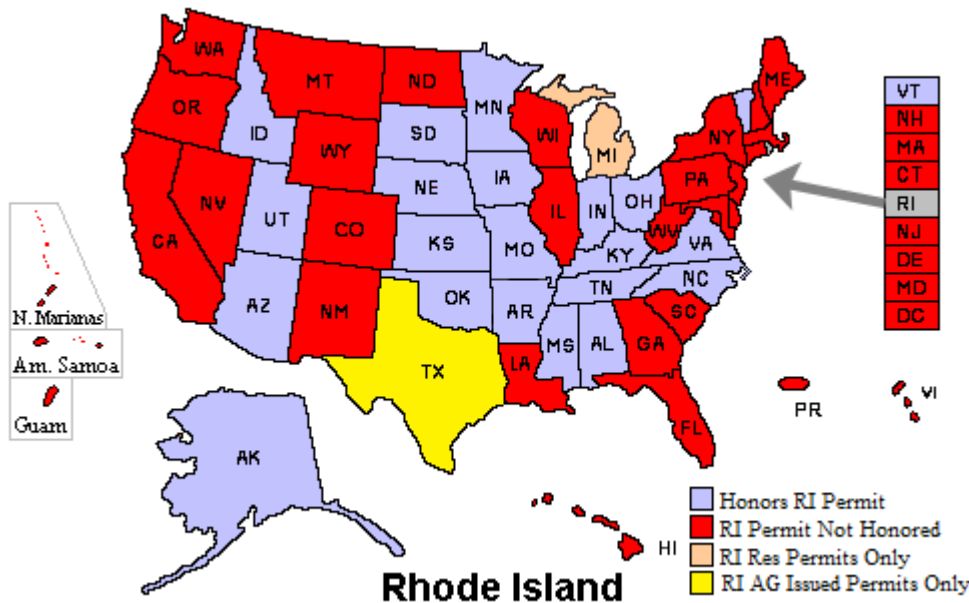 WA
MT
ND
MN
ME
VT
OR
ID
SD
WI
NY
NH
WY
MI
MA
IA
PA
CT
NE
NV
UT
IL
IN
OH
RI
CO
WV
CA
KS
MO
KY
VA
NJ
TN
NC
DE
AZ
NM
OK
AR
SC
MD
MS
AL
GA
DC
N. Marianas
TX
LA
Am. Samoa
VI
Guam
PR
FL
AK
Honors RI Permit
RI Permit Not Honored
HI
RI Res Permits Only
Rhode Island
RI AG Issued Permits Only